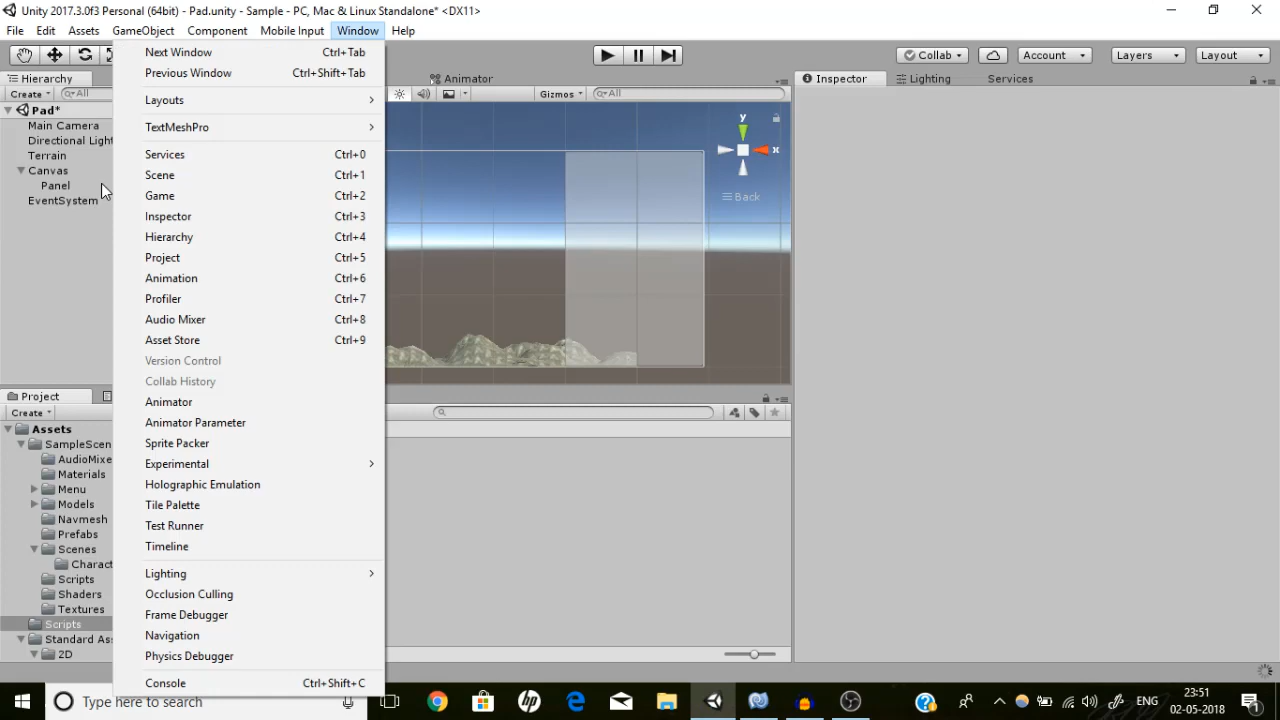 Unity 2017.3.0f3 Personal (64bit) - Pad.unity - Sample - PC, Mac & Linux Standalone* <DX11>
File Edit Assets GameObject Component Mobile Input Window Help
Collab Account Layers Layout
Hierarchy
Create All
Pad*
Main Camera
Directional Light
Terrain
Canvas
Panel
EventSystem
Next Window Ctrl+Tab
Previous Window Ctrl+Shift+Tab
Layouts
TextMeshPro
Services Ctrl+0
Scene Ctrl+1
Game Ctrl+2
Inspector Ctrl+3
Hierarchy Ctrl+4
Project Ctrl+5
Animation Ctrl+6
Profiler Ctrl+7
Audio Mixer Ctrl+8
Asset Store Ctrl+9
Version Control
Collab History
Animator
Animator Parameter
Sprite Packer
Experimental
Holographic Emulation
Tile Palette
Test Runner
Timeline
Lighting
Occlusion Culling
Frame Debugger
Navigation
Physics Debugger
Console Ctrl+Shift+C
Animator
Gizmos All
y
x
Back
Inspector Lighting Services
Project
Create
Assets
SampleScen
AudioMixe
Materials
Menu
Models
Navmesh
Prefabs
Scenes
Charact
Scripts
Shaders
Textures
Scripts
Standard Ass
2D
Type here to search
ENG
23:51
02-05-2018
1